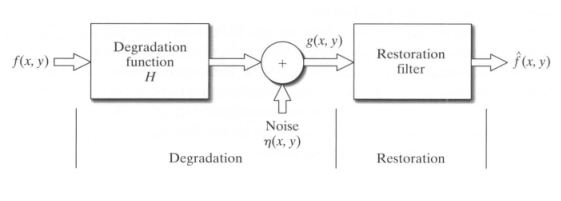 f(x, y)
Degradation
function
H
+
g(x, y)
Restoration
filter
f̂(x, y)
Noise
η(x, y)
Degradation
Restoration